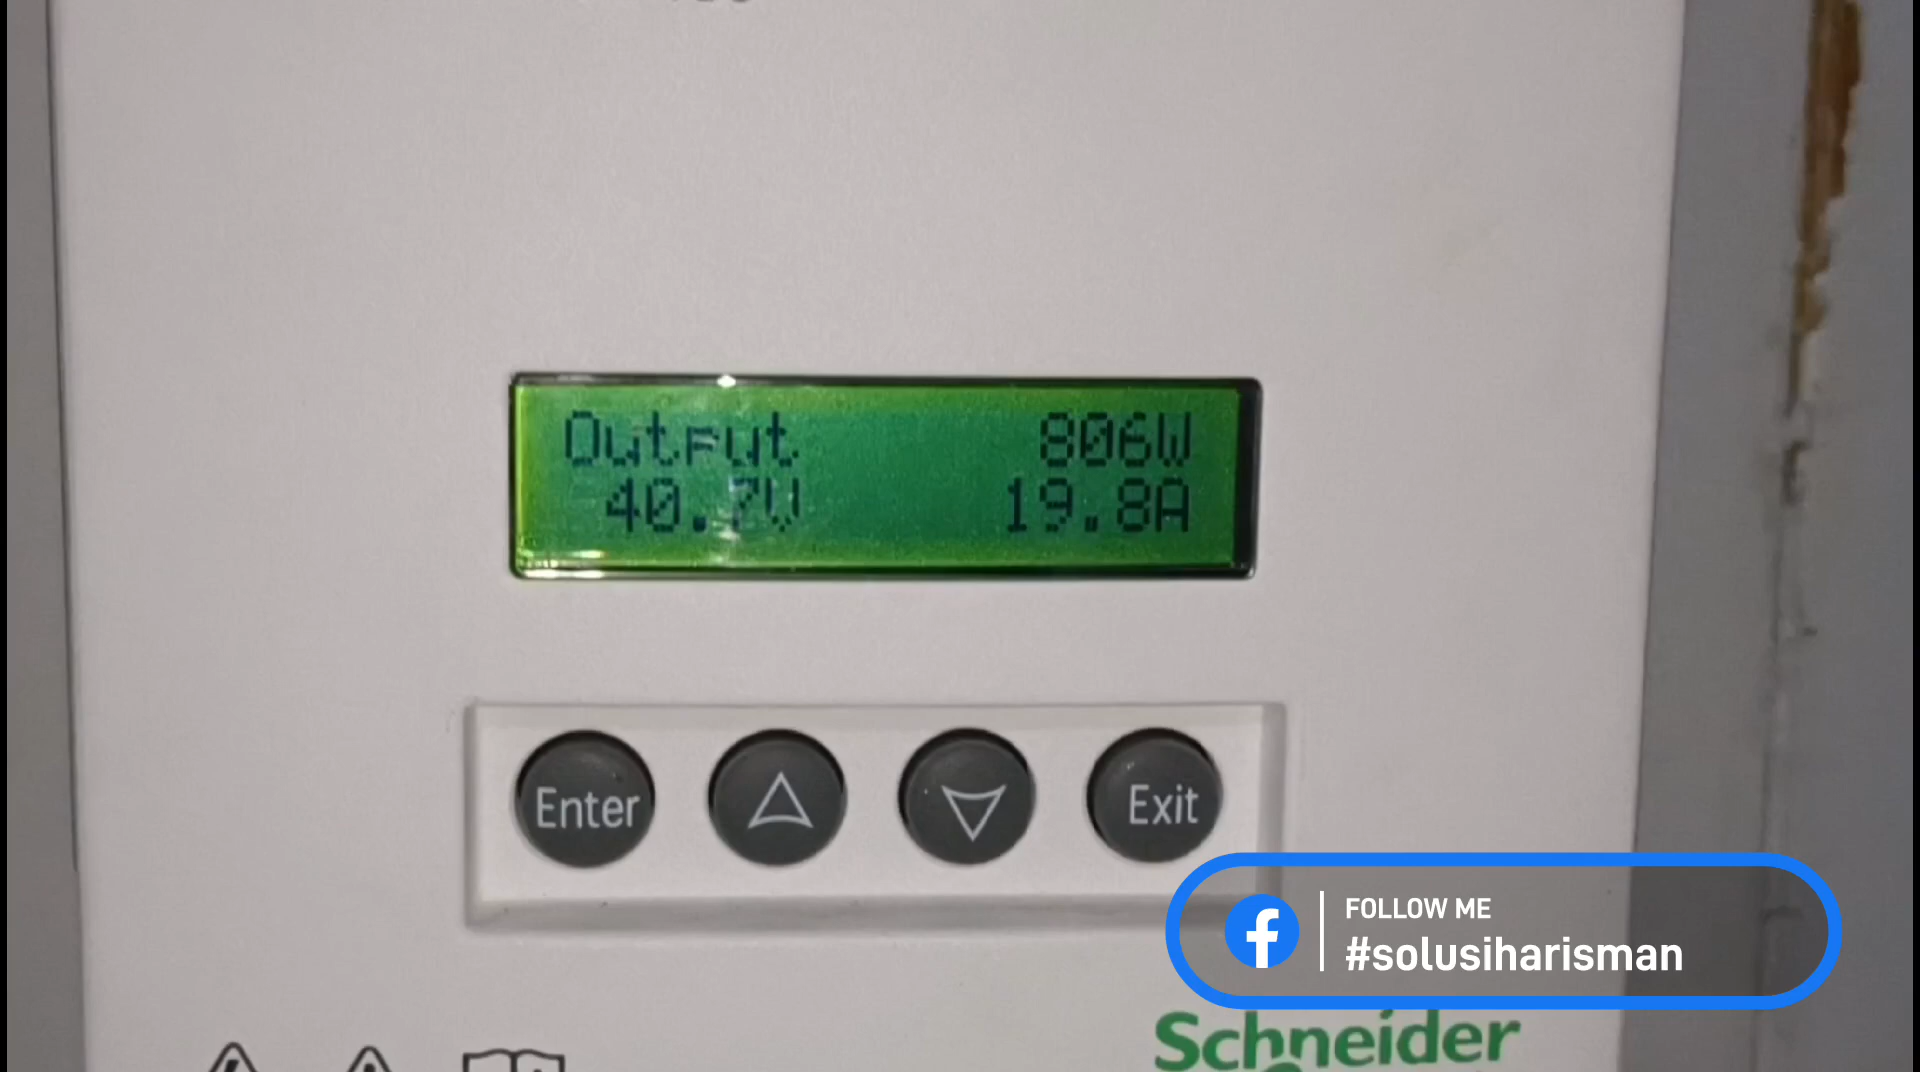 Output 806W
40.7V 19.8A
Enter Exit
FOLLOW ME
#solusiharisman
Schneider